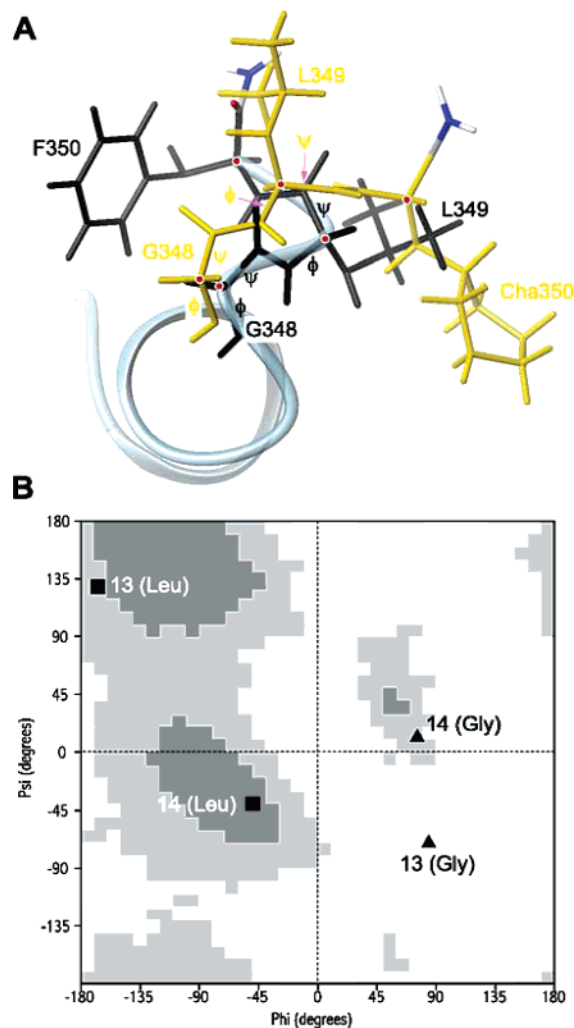 A
L349
F350
ψ
ϕ
ψ
L349
G348
ψ
ψ
ϕ
Cha350
ϕ
ϕ
G348
B
180
135
90
45
0
-45
-90
-135
Psi (degrees)
13 (Leu)
14 (Gly)
14 (Leu)
13 (Gly)
-180
-135
-90
-45
0
45
90
135
180
Phi (degrees)